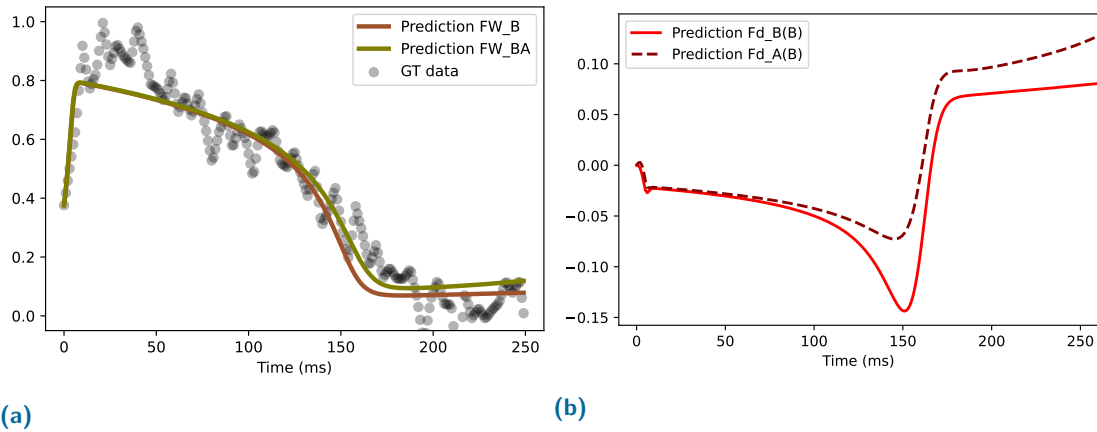 1.0
0.8
0.6
0.4
0.2
0.0
0
50
100
150
200
250
Time (ms)
Prediction FW_B
Prediction FW_BA
GT data
(a)
0.10
0.05
0.00
−0.05
−0.10
−0.15
0
50
100
150
200
250
Time (ms)
Prediction Fd_B(B)
Prediction Fd_A(B)
(b)